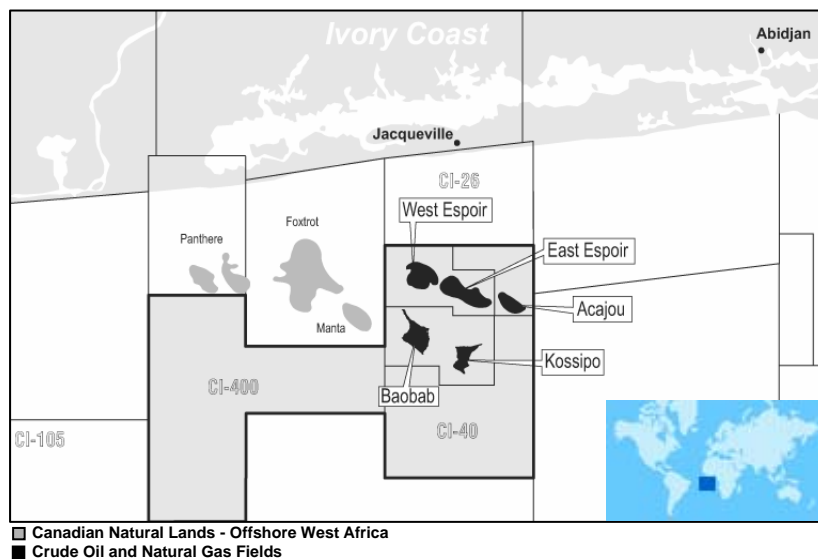 Ivory Coast
Abidjan
Jacqueville
CI-26
West Espoir
Foxtrot
Panthere
East Espoir
Acajou
Manta
Kossipo
CI-400
Baobab
CI-40
CI-105
Canadian Natural Lands - Offshore West Africa
Crude Oil and Natural Gas Fields